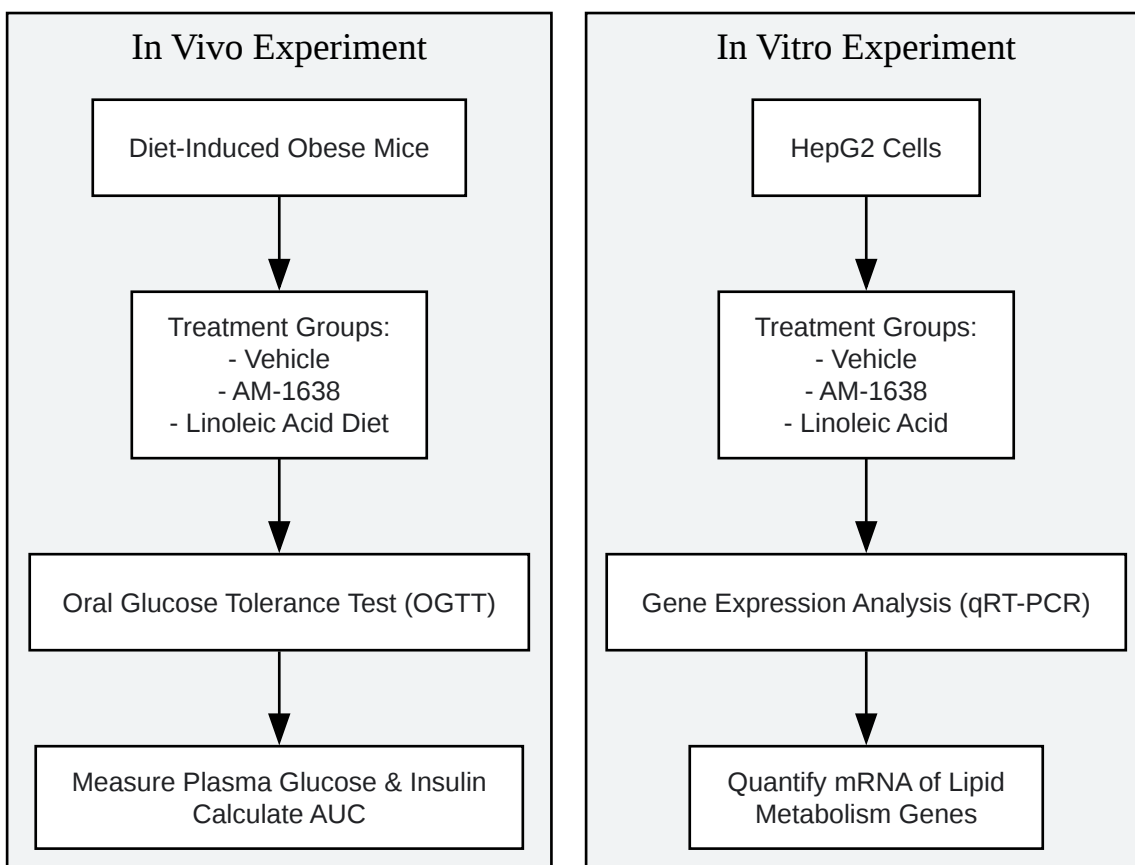 In Vivo Experiment
Diet-Induced Obese Mice
Treatment Groups:
- Vehicle
- AM-1638
- Linoleic Acid Diet
Oral Glucose Tolerance Test (OGTT)
Measure Plasma Glucose & Insulin
Calculate AUC
In Vitro Experiment
HepG2 Cells
Treatment Groups:
- Vehicle
- AM-1638
- Linoleic Acid
Gene Expression Analysis (qRT-PCR)
Quantify mRNA of Lipid
Metabolism Genes